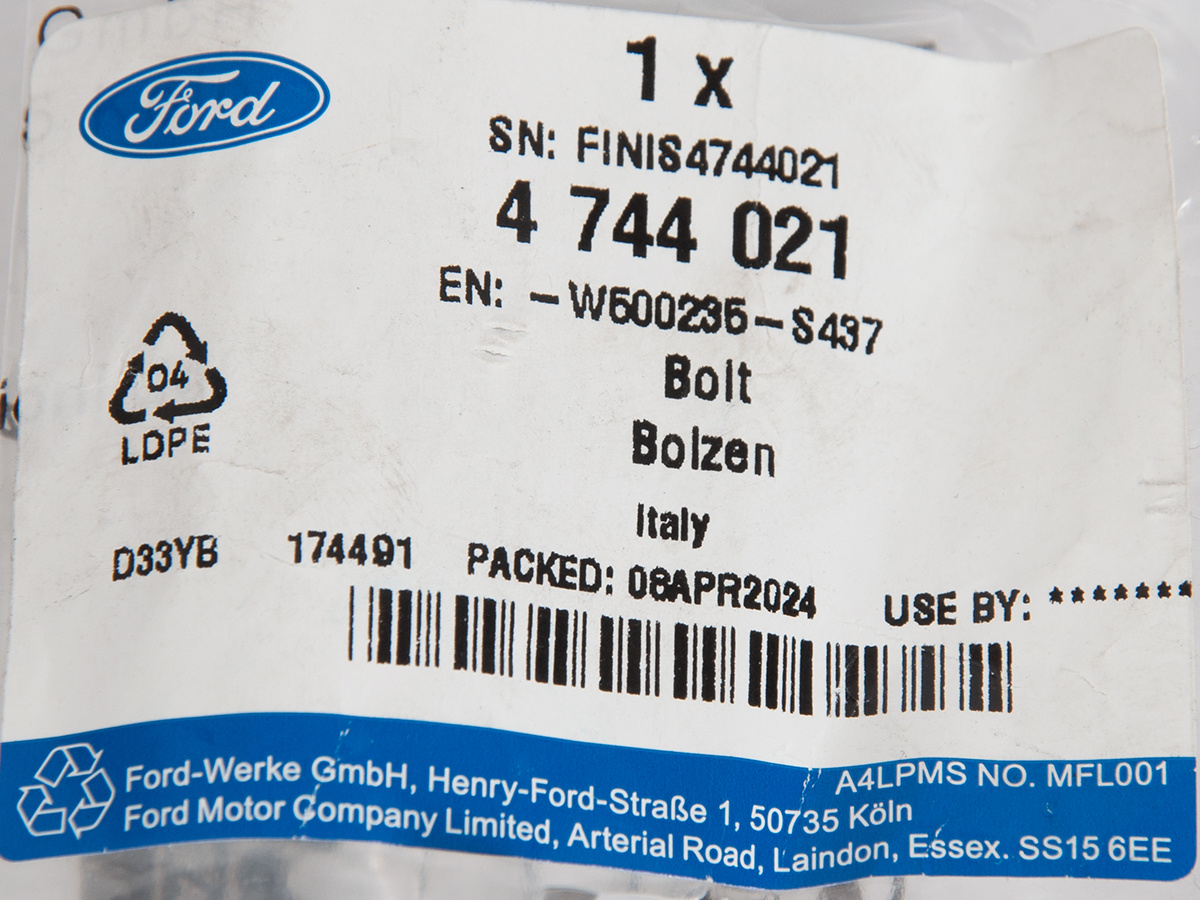 Ford
1 x
SN: FINIS4744021
4 744 021
EN: -W500235-S437
Bolt
Bolzen
04
LDPE
Italy
D33YB 174491 PACKED: 08APR2024 USE BY: *******
A4LPMS NO. MFL001
Ford-Werke GmbH, Henry-Ford-Straße 1, 50735 Köln
Ford Motor Company Limited, Arterial Road, Laindon, Essex. SS15 6EE